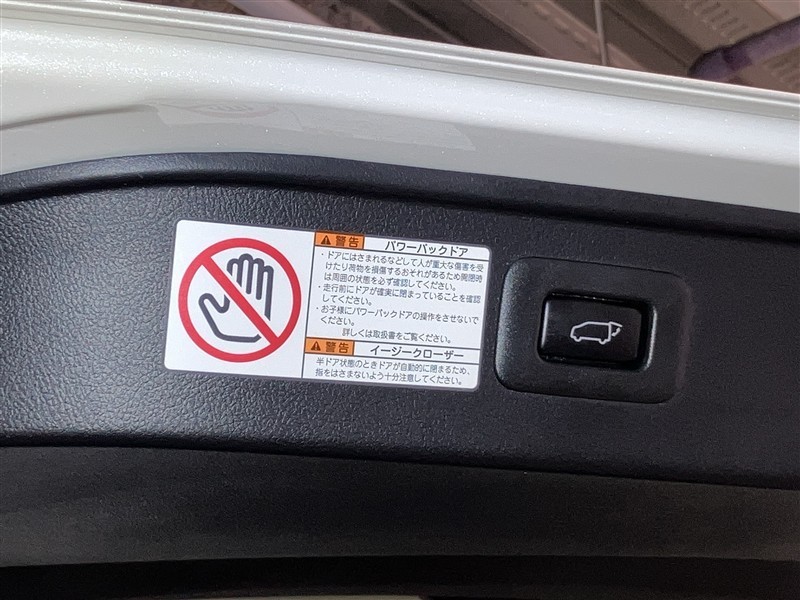 警告 パワーバックドア
・ドアにはさまれるなどして人が重大な傷害を受
けたり荷物を損傷するおそれがあるため開閉時
は周囲の状態を必ず確認してください。
・走行前にドアが確実に閉まっていることを確認
してください。
・お子様にパワーバックドアの操作をさせないで
ください。
詳しくは取扱書をご覧ください。
警告 イージークローザー
半ドア状態のときドアが自動的に閉まるため、
指をはさまないよう十分注意してください。